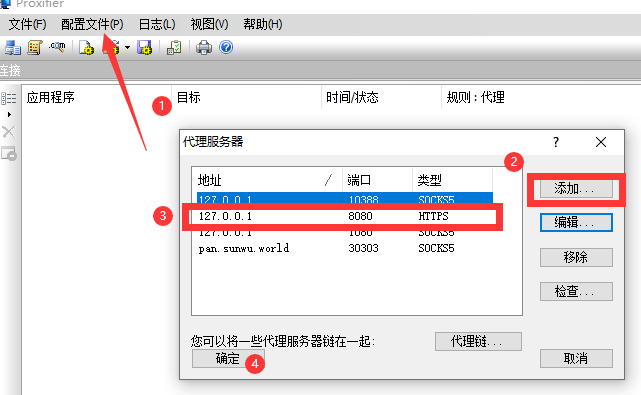 Proxifier
文件(F) 配置文件(P) 日志(L) 视图(V) 帮助(H)
.com
连接
应用程序 目标 时间/状态 规则 : 代理
1
代理服务器 ?
2
地址 端口 类型
添加...
127.0.0.1 10388 SOCKS5
3
127.0.0.1 8080 HTTPS
编辑...
127.0.0.1 1080 SOCKS5
pan.sunwu.world 30303 SOCKS5
移除
检查...
您可以将一些代理服务器链在一起:
代理链...
确定
4
取消